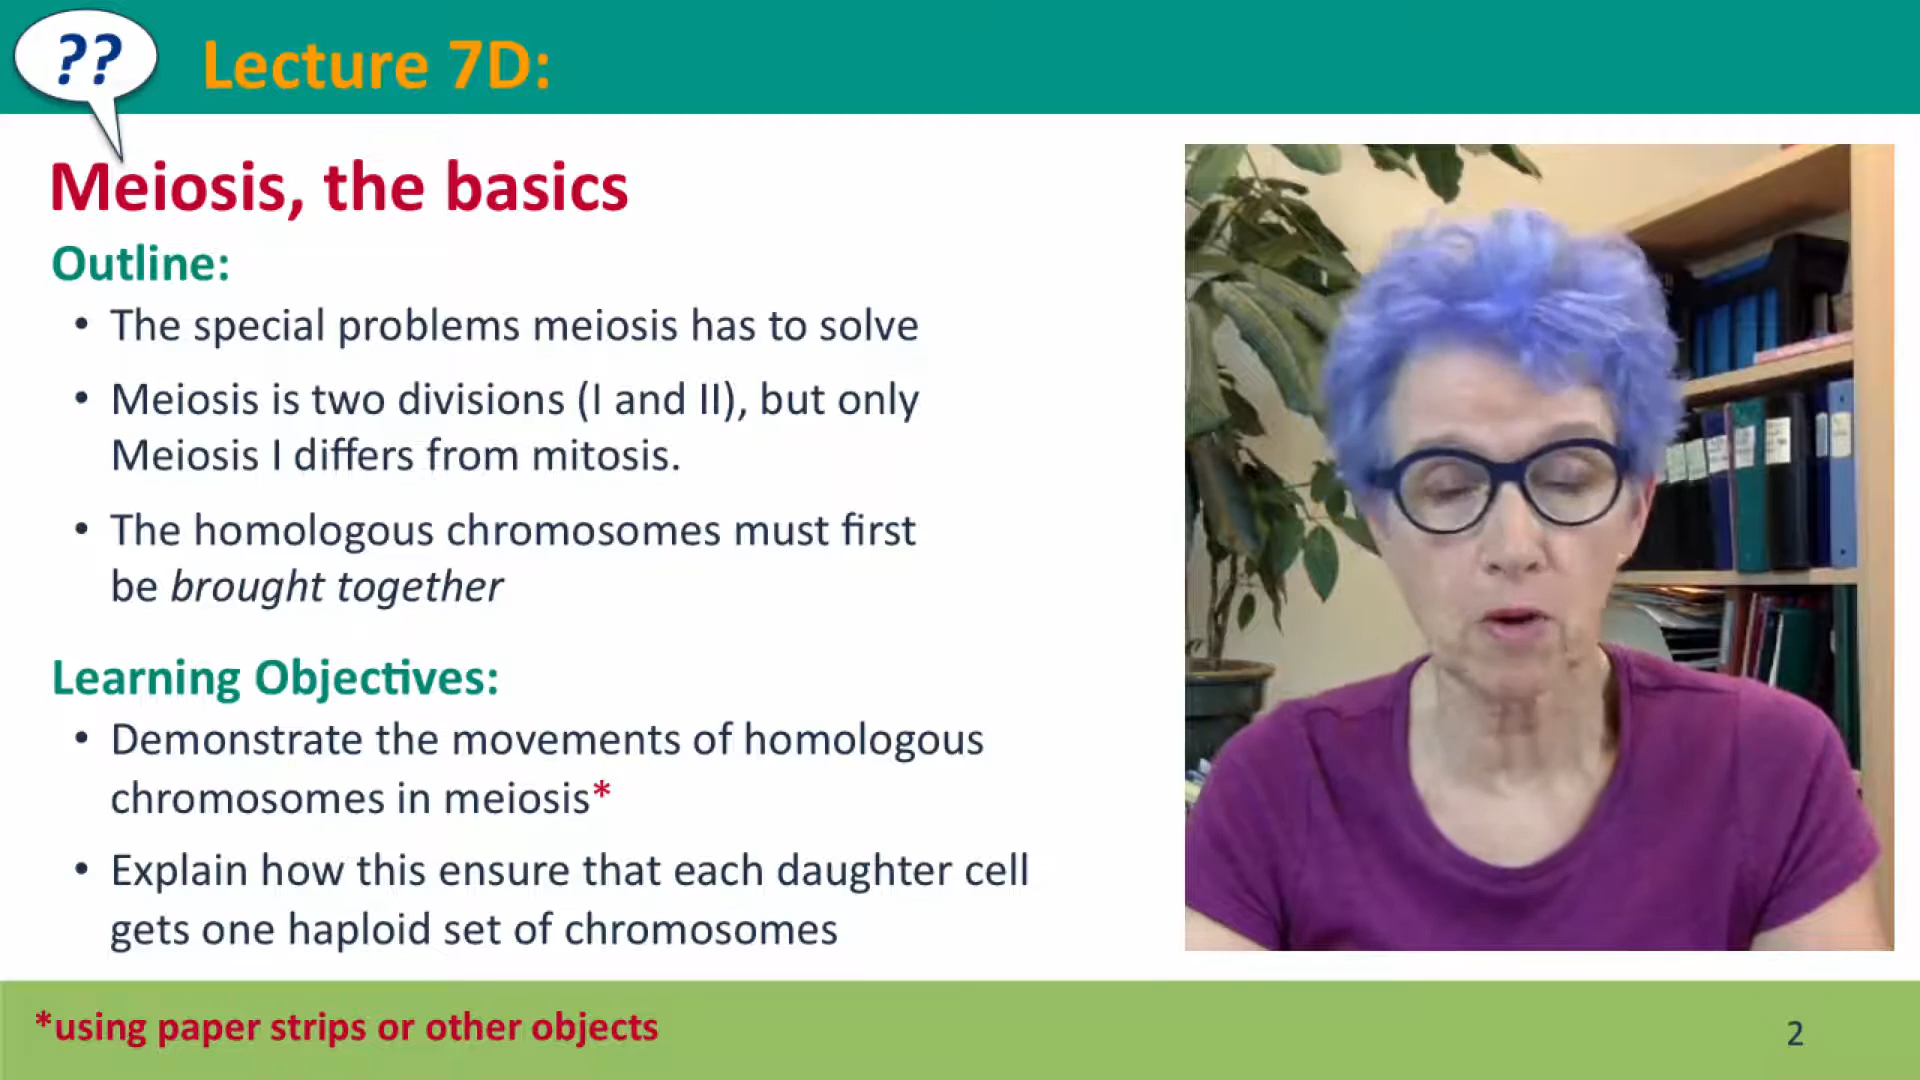 ??
Lecture 7D:
Meiosis, the basics
Outline:
• The special problems meiosis has to solve
• Meiosis is two divisions (I and II), but only
Meiosis I differs from mitosis.
• The homologous chromosomes must first
be brought together
Learning Objectives:
• Demonstrate the movements of homologous
chromosomes in meiosis*
• Explain how this ensure that each daughter cell
gets one haploid set of chromosomes
*using paper strips or other objects
2